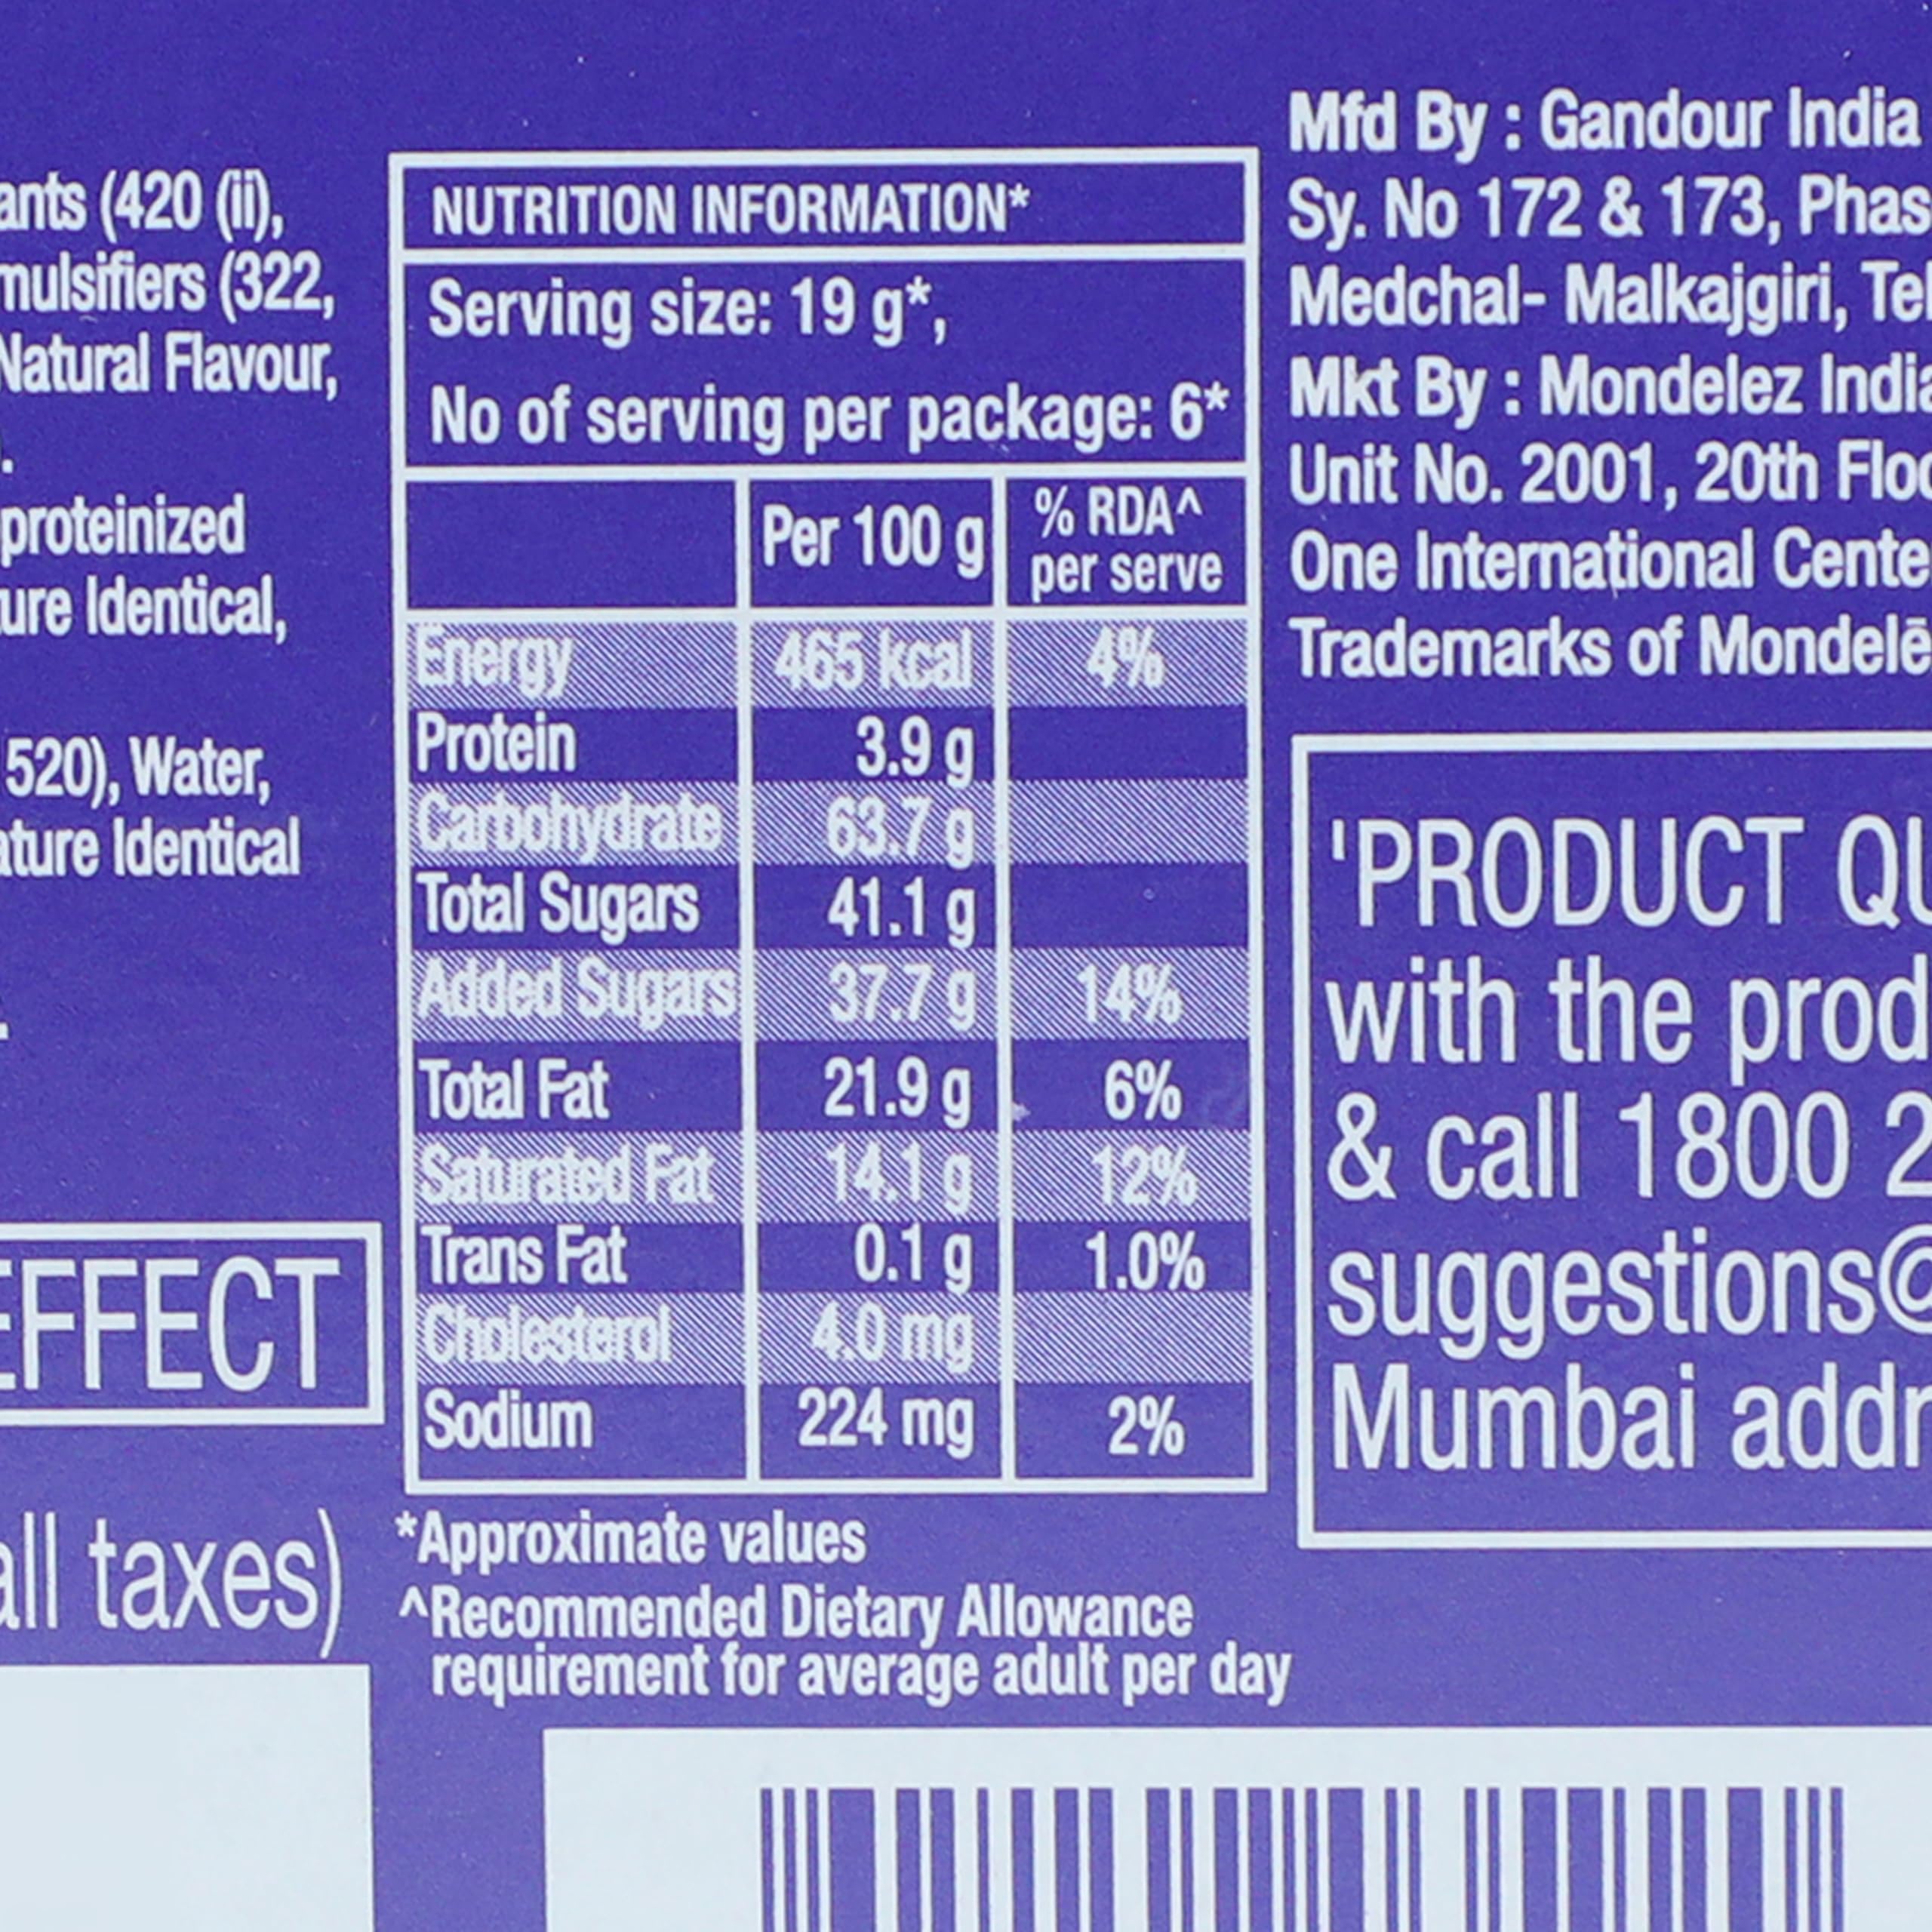 ants (420 (ii),
mulsifiers (322,
Natural Flavour,
).
proteinized
ure Identical,
520), Water,
ature Identical
EFFECT
all taxes)
NUTRITION INFORMATION*
Serving size: 19 g*,
No of serving per package: 6*
Per 100 g % RDA^ per serve
Energy 465 kcal 4%
Protein 3.9 g
Carbohydrate 63.7 g
Total Sugars 41.1 g
Added Sugars 37.7 g 14%
Total Fat 21.9 g 6%
Saturated Fat 14.1 g 12%
Trans Fat 0.1 g 1.0%
Cholesterol 4.0 mg
Sodium 224 mg 2%
*Approximate values
^Recommended Dietary Allowance
requirement for average adult per day
Mfd By : Gandour India
Sy. No 172 & 173, Phas
Medchal- Malkajgiri, Tel
Mkt By : Mondelez India
Unit No. 2001, 20th Floo
One International Cente
Trademarks of Mondelē
'PRODUCT QU
with the prod
& call 1800 2
suggestions@
Mumbai addr